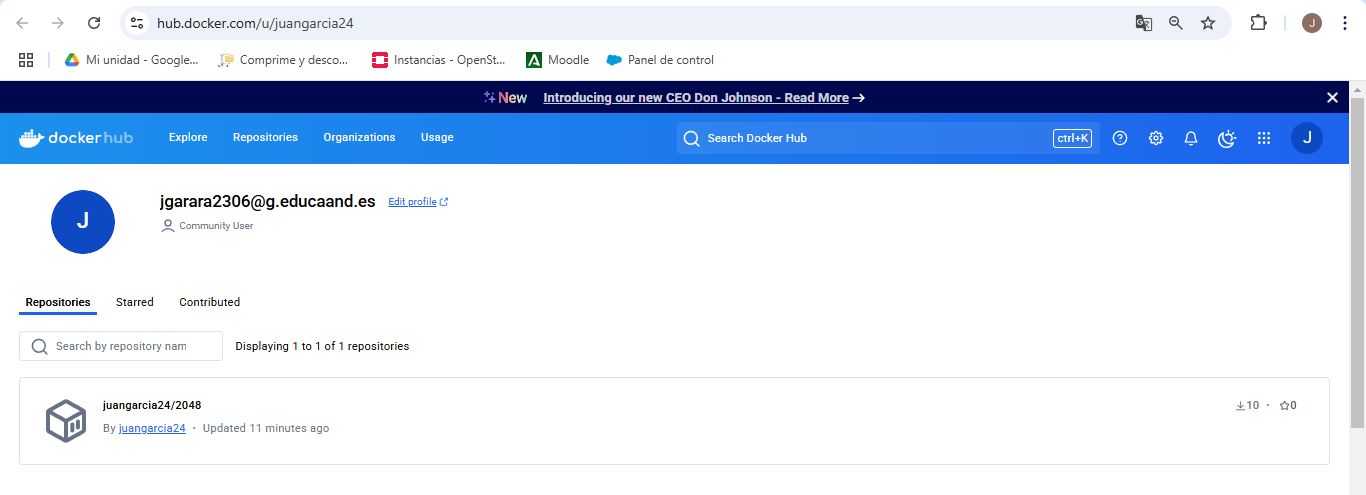 hub.docker.com/u/juangarcia24
J
Mi unidad - Google...
Comprime y desco...
Instancias - OpenSt...
Moodle
Panel de control
New Introducing our new CEO Don Johnson - Read More →
dockerhub Explore Repositories Organizations Usage Search Docker Hub ctrl+K J
J
jgarara2306@g.educaand.es Edit profile
Community User
Repositories Starred Contributed
Search by repository nam Displaying 1 to 1 of 1 repositories
juangarcia24/2048 10 · 0
By juangarcia24 · Updated 11 minutes ago